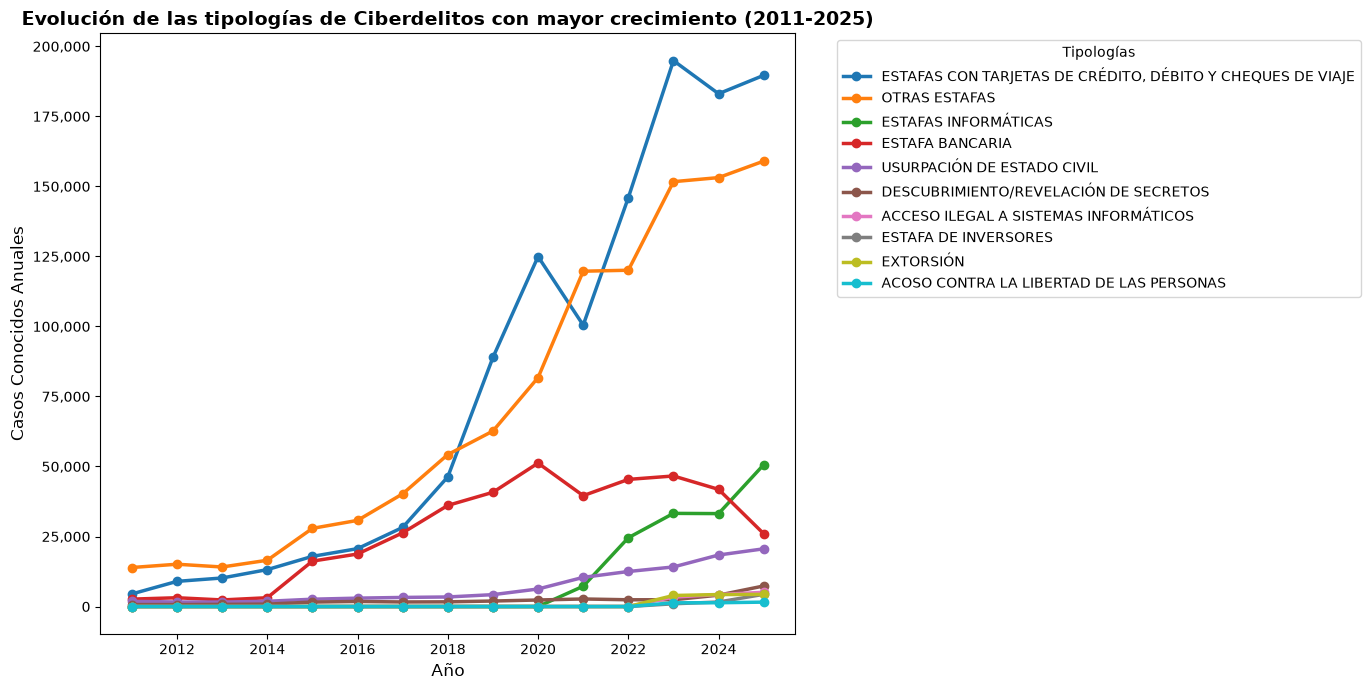 Evolución de las tipologías de Ciberdelitos con mayor crecimiento (2011-2025)
Casos Conocidos Anuales
200,000
175,000
150,000
125,000
100,000
75,000
50,000
25,000
0
2012 2014 2016 2018 2020 2022 2024
Año
Tipologías
ESTAFAS CON TARJETAS DE CRÉDITO, DÉBITO Y CHEQUES DE VIAJE
OTRAS ESTAFAS
ESTAFAS INFORMÁTICAS
ESTAFA BANCARIA
USURPACIÓN DE ESTADO CIVIL
DESCUBRIMIENTO/REVELACIÓN DE SECRETOS
ACCESO ILEGAL A SISTEMAS INFORMÁTICOS
ESTAFA DE INVERSORES
EXTORSIÓN
ACOSO CONTRA LA LIBERTAD DE LAS PERSONAS